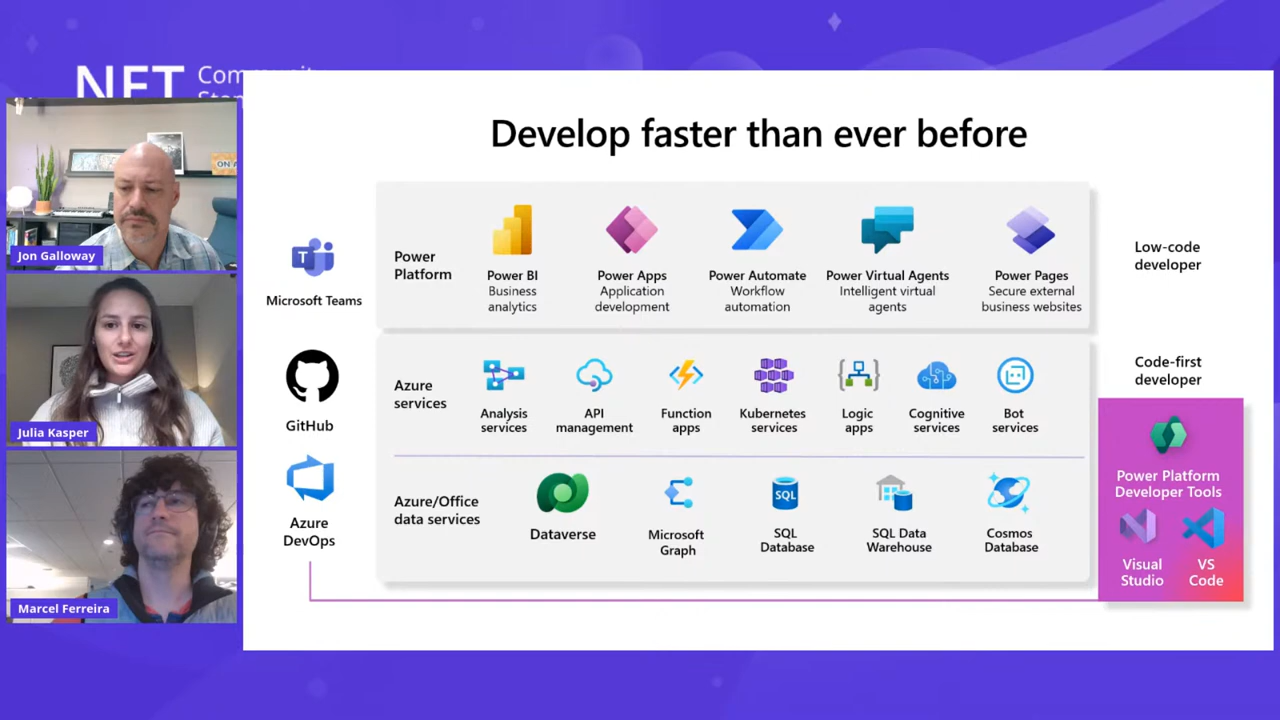 .NET Community
Develop faster than ever before
Jon Galloway
Julia Kasper
Marcel Ferreira
Microsoft Teams
GitHub
Azure
DevOps
Power
Platform
Power BI
Business
analytics
Power Apps
Application
development
Power Automate
Workflow
automation
Power Virtual Agents
Intelligent virtual
agents
Power Pages
Secure external
business websites
Low-code
developer
Azure
services
Analysis
services
API
management
Function
apps
Kubernetes
services
Logic
apps
Cognitive
services
Bot
services
Code-first
developer
Azure/Office
data services
Dataverse
Microsoft
Graph
SQL
SQL
Database
SQL
SQL Data
Warehouse
Cosmos
Database
Power Platform
Developer Tools
Visual
Studio
VS
Code